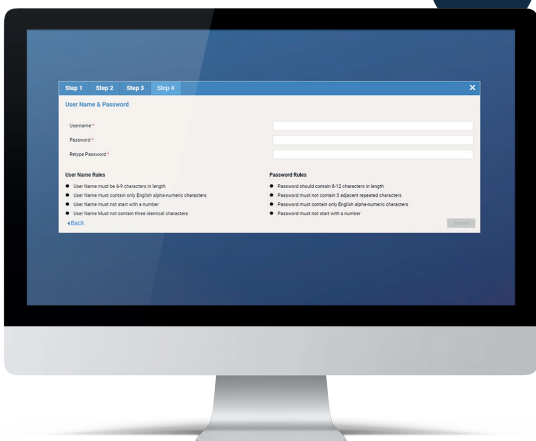 Step 1 Step 2 Step 3 Step 4
User Name & Password
Username *
Password *
Retype Password *
User Name Rules
User Name must be 6-9 characters in length
User Name must contain only English alpha-numeric characters
User Name must not start with a number
User Name Must not contain three identical characters
Password Rules
Password should contain 8-12 characters in length
Password must not contain 3 adjacent repeated characters
Password must contain only English alpha-numeric characters
Password must not start with a number
Back